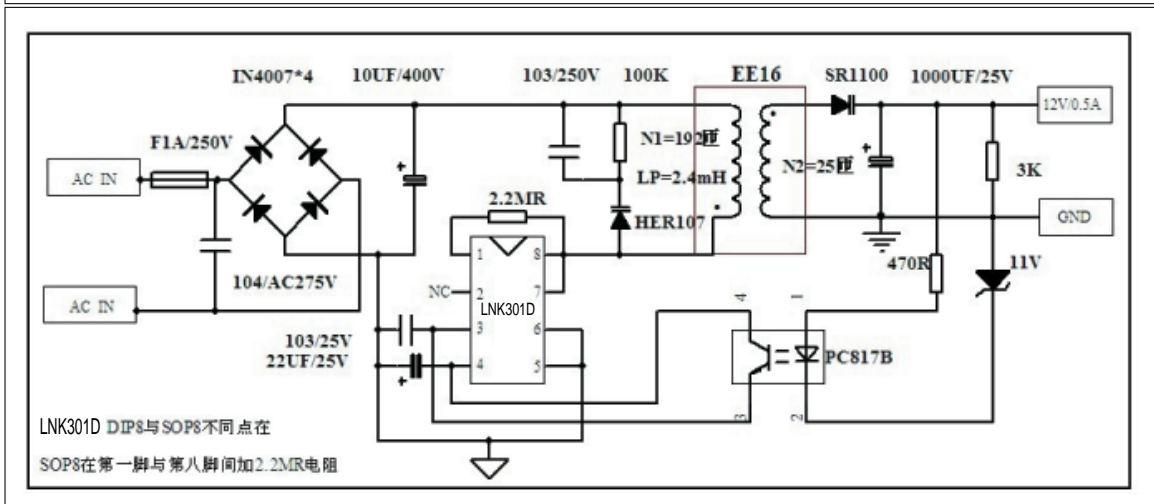 IN4007*4
10UF/400V
103/250V
100K
EE16
SR1100
1000UF/25V
12V/0.5A
F1A/250V
N1=192匝
AC IN
N2=25匝
3K
LP=2.4mH
2.2MR
HER107
GND
1
8
470R
11V
104/AC275V
NC
2
7
LNK301D
4
1
AC IN
3
6
103/25V
PC817B
22UF/25V
4
5
3
2
LNK301D DIP8与SOP8不同点在
SOP8在第一脚与第八脚间加2.2MR电阻